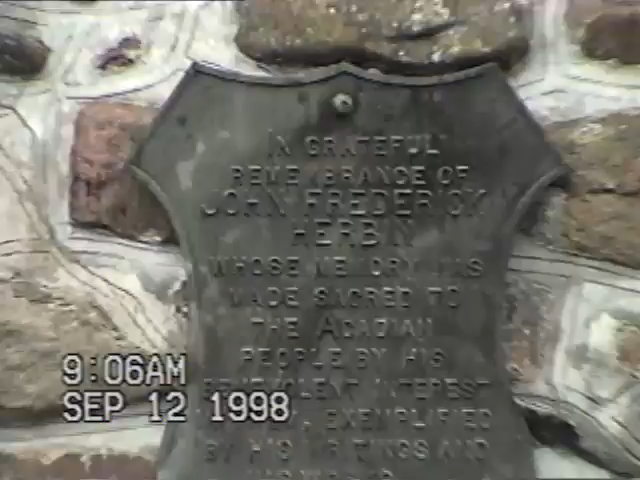 IN GRATEFUL
REMEMBRANCE OF
JOHN FREDERICK
HERBIN
WHOSE MEMORY WAS
MADE SACRED TO
THE ACADIAN
PEOPLE BY HIS
BENEVOLENT INTEREST
EXEMPLIFIED
BY HIS WRITINGS AND
9:06AM
SEP 12 1998